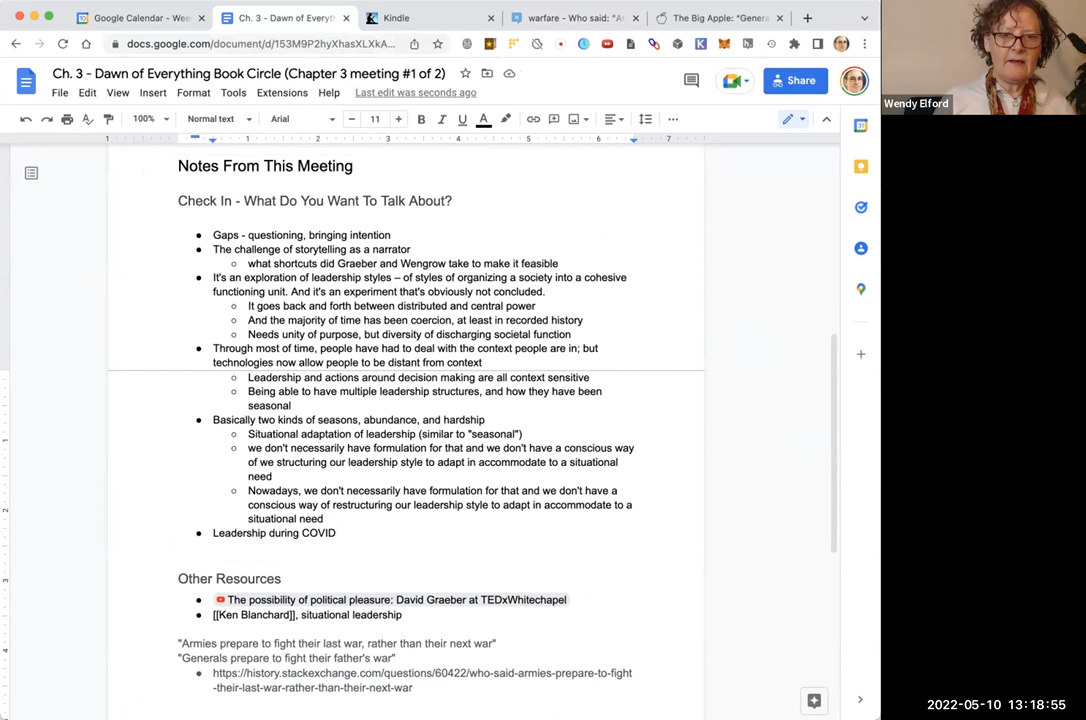 Google Calendar - Wee
Ch. 3 - Dawn of Everyth
Kindle
warfare - Who said: "Ar
The Big Apple: "Genera
docs.google.com/document/d/153M9P2hyXhasXLXkA...
Ch. 3 - Dawn of Everything Book Circle (Chapter 3 meeting #1 of 2)
Share
File Edit View Insert Format Tools Extensions Help Last edit was seconds ago
100% Normal text Arial 11
1 1 2 3 4 5 6 7
Wendy Elford
Notes From This Meeting
Check In - What Do You Want To Talk About?
● Gaps - questioning, bringing intention
● The challenge of storytelling as a narrator
○ what shortcuts did Graeber and Wengrow take to make it feasible
● It's an exploration of leadership styles – of styles of organizing a society into a cohesive
functioning unit. And it's an experiment that's obviously not concluded.
○ It goes back and forth between distributed and central power
○ And the majority of time has been coercion, at least in recorded history
○ Needs unity of purpose, but diversity of discharging societal function
● Through most of time, people have had to deal with the context people are in; but
technologies now allow people to be distant from context
○ Leadership and actions around decision making are all context sensitive
○ Being able to have multiple leadership structures, and how they have been
seasonal
● Basically two kinds of seasons, abundance, and hardship
○ Situational adaptation of leadership (similar to "seasonal")
○ we don't necessarily have formulation for that and we don't have a conscious way
of we structuring our leadership style to adapt in accommodate to a situational
need
○ Nowadays, we don't necessarily have formulation for that and we don't have a
conscious way of restructuring our leadership style to adapt in accommodate to a
situational need
● Leadership during COVID
Other Resources
● The possibility of political pleasure: David Graeber at TEDxWhitechapel
● [[Ken Blanchard]], situational leadership
"Armies prepare to fight their last war, rather than their next war"
"Generals prepare to fight their father's war"
● https://history.stackexchange.com/questions/60422/who-said-armies-prepare-to-fight
-their-last-war-rather-than-their-next-war
2022-05-10 13:18:55